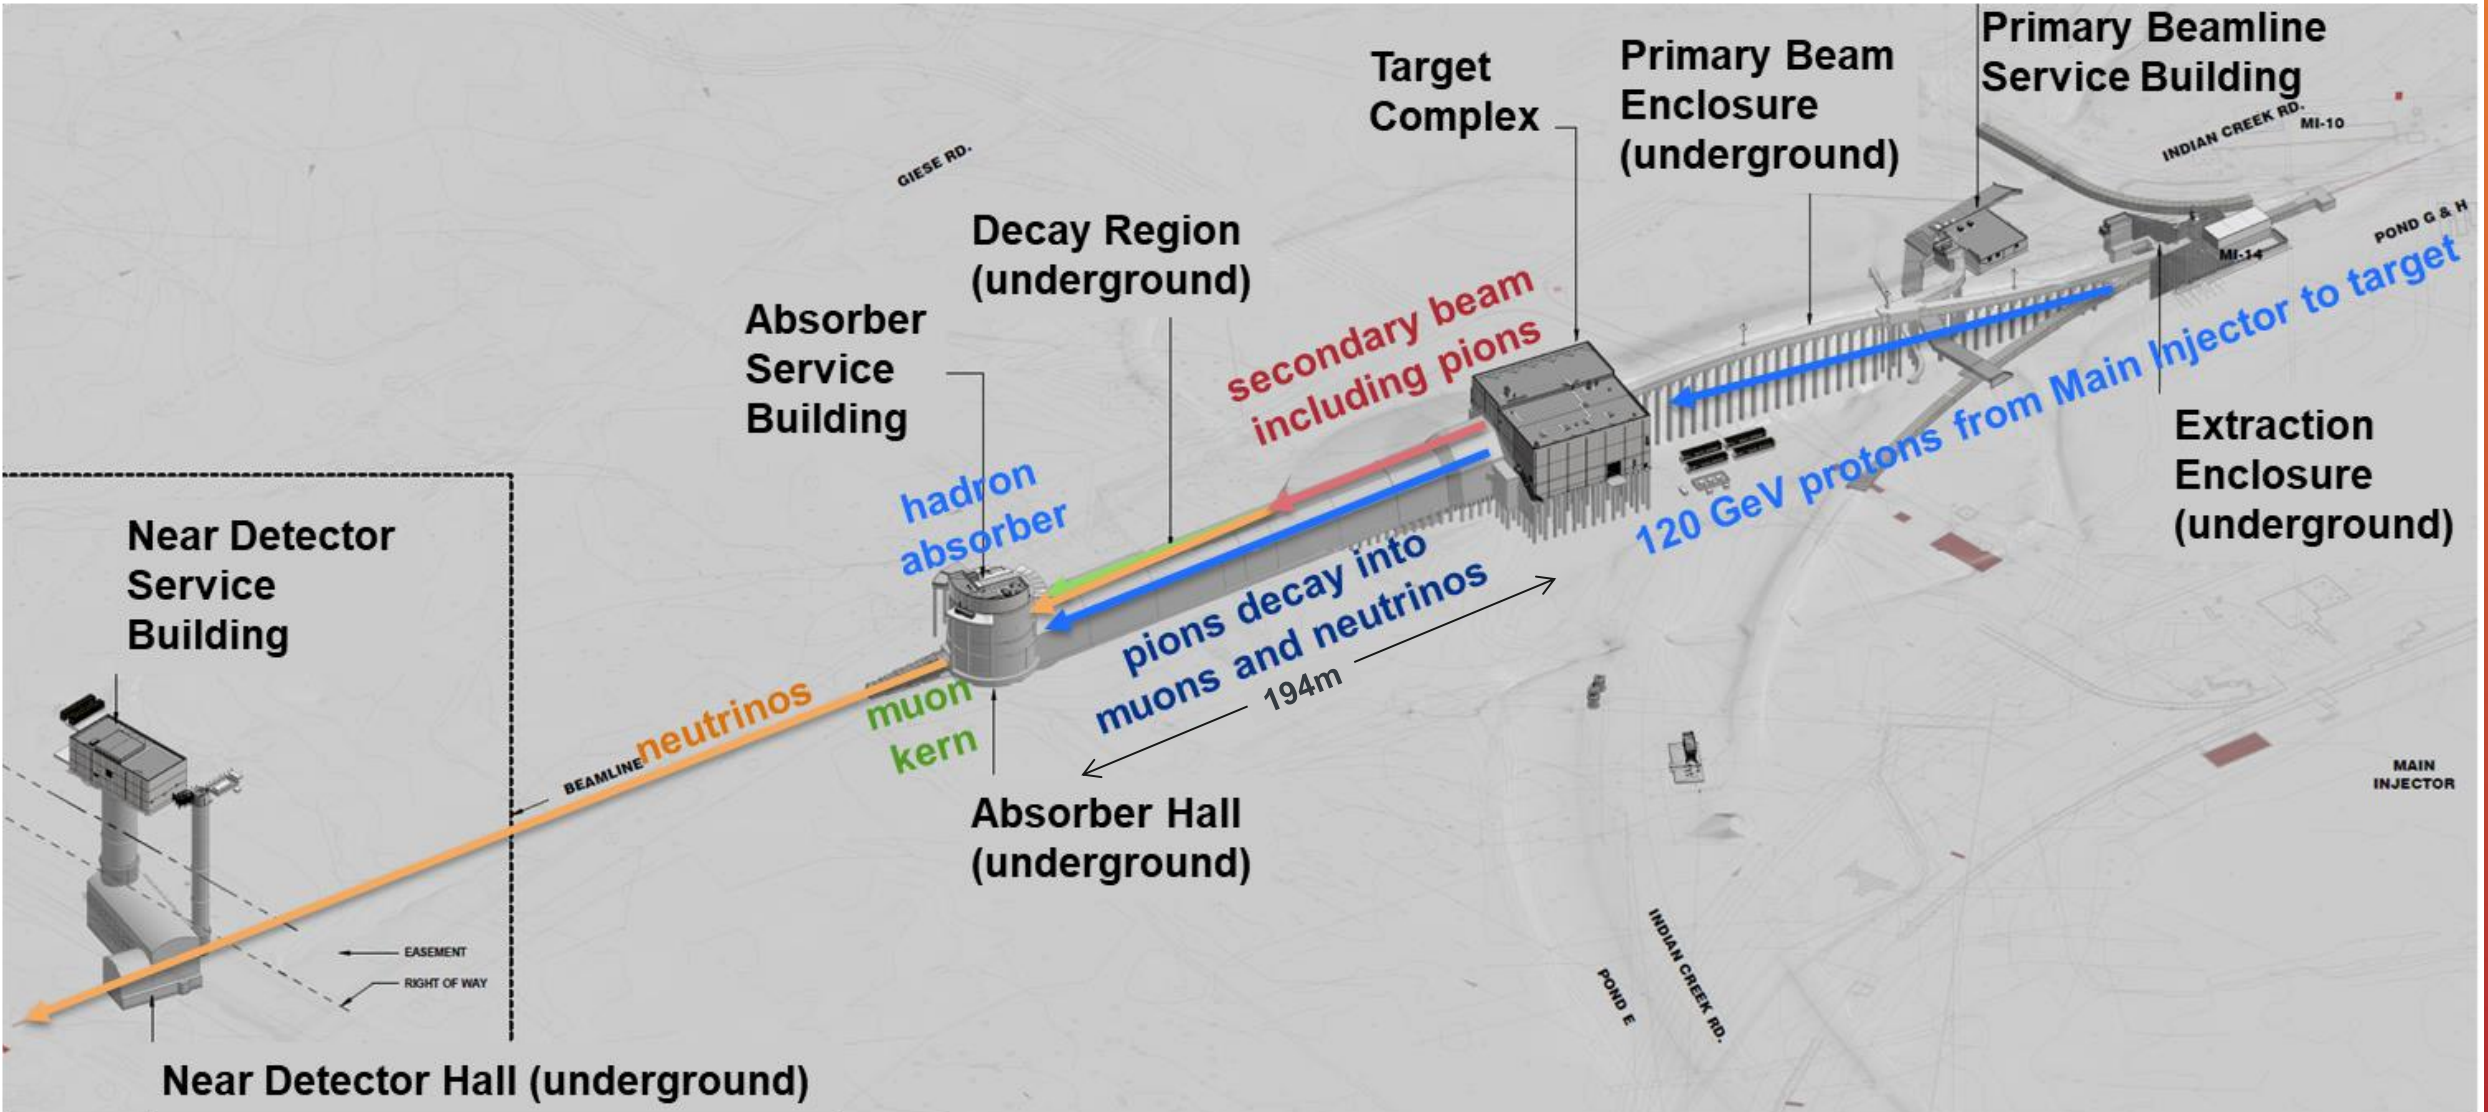 Primary Beamline
Service Building
Primary Beam
Enclosure
(underground)
Target
Complex
INDIAN CREEK RD.
MI-10
GIESE RD.
POND G & H
MI-14
Decay Region
(underground)
Absorber
Service
Building
secondary beam
including pions
120 GeV protons from Main Injector to target
Extraction
Enclosure
(underground)
hadron
absorber
Near Detector
Service
Building
pions decay into
muons and neutrinos
194m
neutrinos
muon
kern
BEAMLINE
MAIN
INJECTOR
Absorber Hall
(underground)
EASEMENT
RIGHT OF WAY
INDIAN CREEK RD.
POND E
Near Detector Hall (underground)